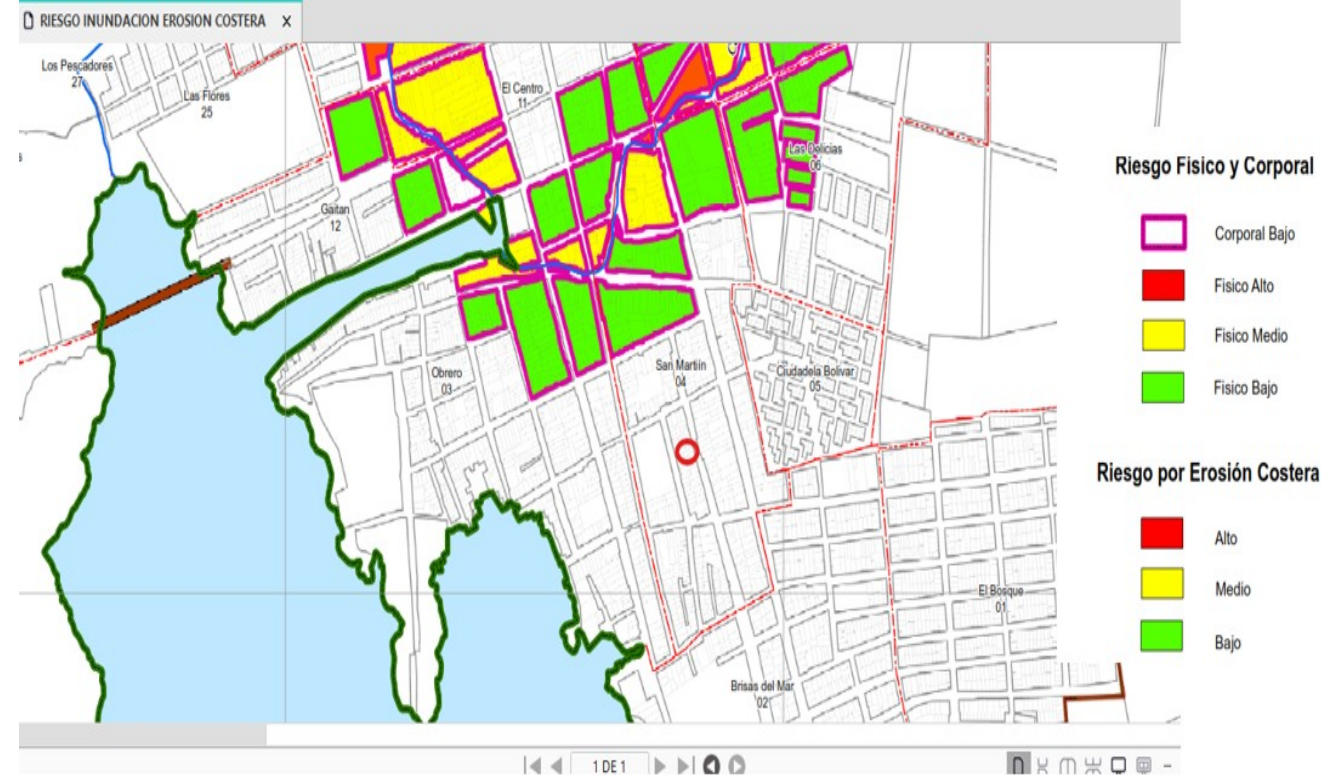 RIESGO INUNDACION EROSION COSTERA X
Los Pescadores
27
Las Flores
25
El Centro
11
Las Delicias
06
Gaitan
12
Obrero
03
San Martiin
04
Ciudadela Bolivar
05
El Bosque
01
Brisas del Mar
02
Riesgo Fisico y Corporal
Corporal Bajo
Fisico Alto
Fisico Medio
Fisico Bajo
Riesgo por Erosión Costera
Alto
Medio
Bajo
1 DE 1